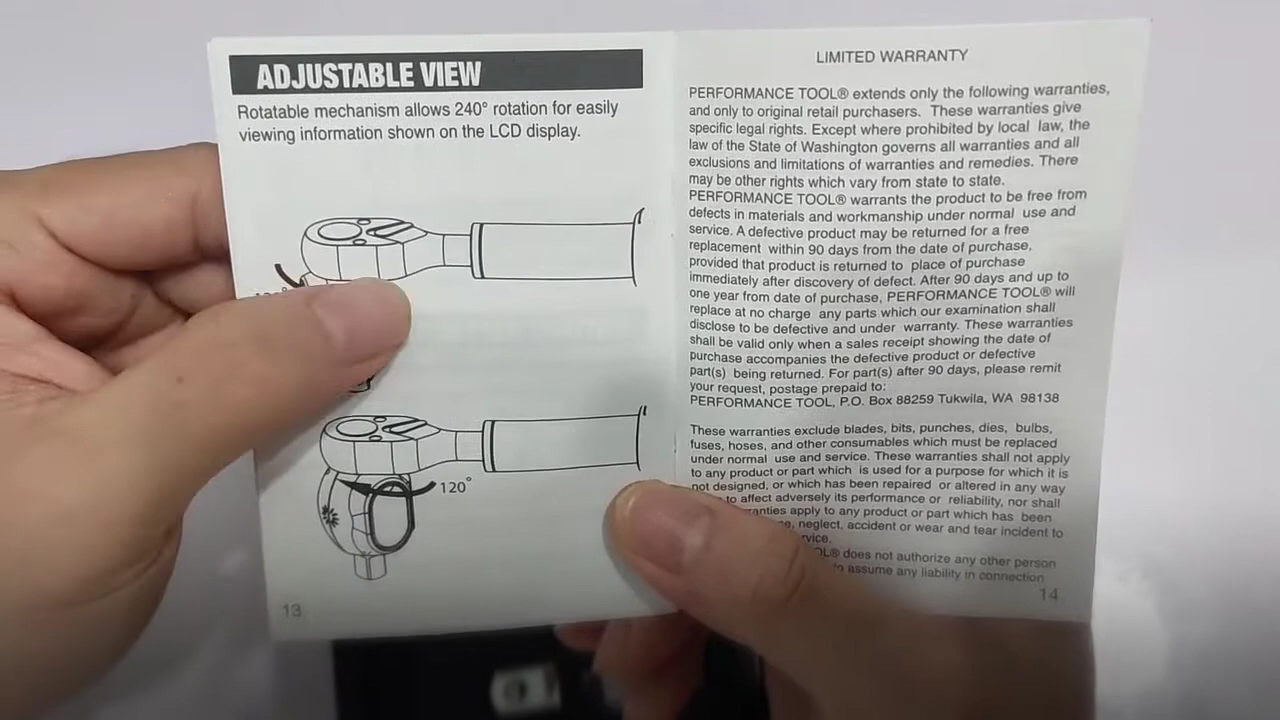 ADJUSTABLE VIEW
Rotatable mechanism allows 240° rotation for easily
viewing information shown on the LCD display.
120°
13
LIMITED WARRANTY
PERFORMANCE TOOL® extends only the following warranties,
and only to original retail purchasers. These warranties give
specific legal rights. Except where prohibited by local law, the
law of the State of Washington governs all warranties and all
exclusions and limitations of warranties and remedies. There
may be other rights which vary from state to state.
PERFORMANCE TOOL® warrants the product to be free from
defects in materials and workmanship under normal use and
service. A defective product may be returned for a free
replacement within 90 days from the date of purchase,
provided that product is returned to place of purchase
immediately after discovery of defect. After 90 days and up to
one year from date of purchase, PERFORMANCE TOOL® will
replace at no charge any parts which our examination shall
disclose to be defective and under warranty. These warranties
shall be valid only when a sales receipt showing the date of
purchase accompanies the defective product or defective
part(s) being returned. For part(s) after 90 days, please remit
your request, postage prepaid to:
PERFORMANCE TOOL, P.O. Box 88259 Tukwila, WA 98138
These warranties exclude blades, bits, punches, dies, bulbs,
fuses, hoses, and other consumables which must be replaced
under normal use and service. These warranties shall not apply
to any product or part which is used for a purpose for which it is
not designed, or which has been repaired or altered in any way
to affect adversely its performance or reliability, nor shall
apply to any product or part which has been
neglect, accident or wear and tear incident to
does not authorize any other person
assume any liability in connection
14